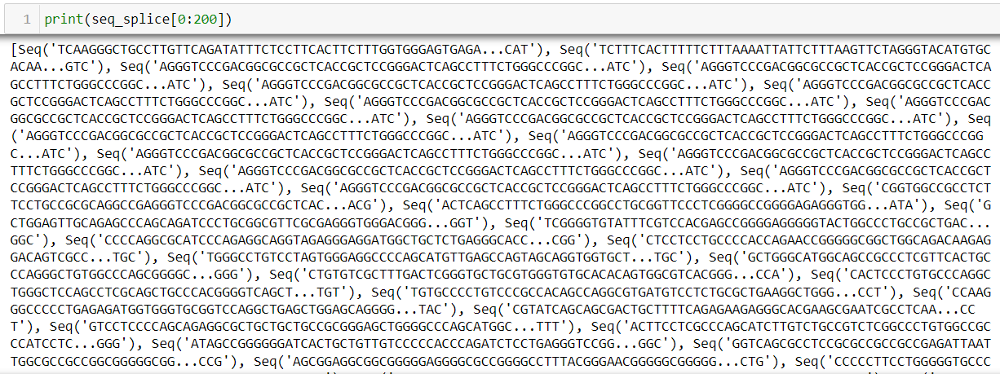 1 print(seq_splice[0:200])
[Seq('TCAAGGGCTGCCTTGTTCAGATATTTCTCCTTCACTTCTTTGGTGGGAGTGAGA...CAT'), Seq('TCTTTCACTTTTTCTTTAAAATTATTCTTTAAGTTCTAGGGTACATGTGC
ACAA...GTC'), Seq('AGGGTCCCGACGGCGCCGCTCACCGCTCCGGGACTCAGCCTTTCTGGGCCCGGC...ATC'), Seq('AGGGTCCCGACGGCGCCGCTCACCGCTCCGGGACTCA
GCCTTTCTGGGCCCGGC...ATC'), Seq('AGGGTCCCGACGGCGCCGCTCACCGCTCCGGGACTCAGCCTTTCTGGGCCCGGC...ATC'), Seq('AGGGTCCCGACGGCGCCGCTCACC
GCTCCGGGACTCAGCCTTTCTGGGCCCGGC...ATC'), Seq('AGGGTCCCGACGGCGCCGCTCACCGCTCCGGGACTCAGCCTTTCTGGGCCCGGC...ATC'), Seq('AGGGTCCCGAC
GGCGCCGCTCACCGCTCCGGGACTCAGCCTTTCTGGGCCCGGC...ATC'), Seq('AGGGTCCCGACGGCGCCGCTCACCGCTCCGGGACTCAGCCTTTCTGGGCCCGGC...ATC'), Seq
('AGGGTCCCGACGGCGCCGCTCACCGCTCCGGGACTCAGCCTTTCTGGGCCCGGC...ATC'), Seq('AGGGTCCCGACGGCGCCGCTCACCGCTCCGGGACTCAGCCTTTCTGGGCCCGG
C...ATC'), Seq('AGGGTCCCGACGGCGCCGCTCACCGCTCCGGGACTCAGCCTTTCTGGGCCCGGC...ATC'), Seq('AGGGTCCCGACGGCGCCGCTCACCGCTCCGGGACTCAGCC
TTTCTGGGCCCGGC...ATC'), Seq('AGGGTCCCGACGGCGCCGCTCACCGCTCCGGGACTCAGCCTTTCTGGGCCCGGC...ATC'), Seq('AGGGTCCCGACGGCGCCGCTCACCGCT
CCGGGACTCAGCCTTTCTGGGCCCGGC...ATC'), Seq('AGGGTCCCGACGGCGCCGCTCACCGCTCCGGGACTCAGCCTTTCTGGGCCCGGC...ATC'), Seq('CGGTGGCCGCCTCT
TCCTGCCGCGCAGGCCGAGGGTCCCGACGGCGCCGCTCAC...ACG'), Seq('ACTCAGCCTTTCTGGGCCCGGCCTGCGGTTCCCTCGGGGCCGGGGAGAGGGTGG...ATA'), Seq('G
CTGGAGTTGCAGAGCCCAGCAGATCCCTGCGGCGTTCGCGAGGGTGGGACGGG...GGT'), Seq('TCGGGGTGTATTTCGTCCACGAGCCGGGGAGGGGGTACTGGCCCTGCCGCTGAC...
GGC'), Seq('CCCCAGGCGCATCCCAGAGGCAGGTAGAGGGAGGATGGCTGCTCTGAGGGCACC...CGG'), Seq('CTCCTCCTGCCCCACCAGAACCGGGGGCGGCTGGCAGACAAGAG
GACAGTCGCC...TGC'), Seq('TGGGCCTGTCCTAGTGGGAGGCCCCAGCATGTTGAGCCAGTAGCAGGTGGTGCT...TGC'), Seq('GCTGGGCATGGCAGCCGCCCTCGTTCACTGC
CCAGGGCTGTGGCCCAGCGGGGC...GGG'), Seq('CTGTGTCGCTTTGACTCGGGTGCTGCGTGGGTGTGCACACAGTGGCGTCACGGG...CCA'), Seq('CACTCCCTGTGCCCAGGC
TGGGCTCCAGCCTCGCAGCTGCCCACGGGGTCAGCT...TGT'), Seq('TGTGCCCCTGTCCCGCCACAGCCAGGCGTGATGTCCTCTGCGCTGAAGGCTGGG...CCT'), Seq('CCAAG
GGCCCCCTGAGAGATGGTGGGTGCGGTCCAGGCTGAGCTGGAGCAGGGG...TAC'), Seq('CGTATCAGCAGCGACTGCTTTTCAGAGAAGAGGGCACGAAGCGAATCGCCTCAA...CC
T'), Seq('GTCCTCCCCAGCAGAGGCGCTGCTGCTGCCGCGGGAGCTGGGGCCCAGCATGGC...TTT'), Seq('ACTTCCTCGCCCAGCATCTTGTCTGCCGTCTCGGCCCTGTGGCCGC
CCATCCTC...GGG'), Seq('ATAGCCGGGGGGATCACTGCTGTTGTCCCCCACCCAGATCTCCTGAGGGTCCGG...GGC'), Seq('GGTCAGCGCCTCCGCGCCGCCGCCGAGATTAAT
TGGCGCCGCCGGCGGGGGCGG...CCG'), Seq('AGCGGAGGCGGCGGGGGAGGGGCGCCGGGGCCTTTACGGGAACGGGGGCGGGGG...CTG'), Seq('CCCCCTTCCTGGGGGTGCCC